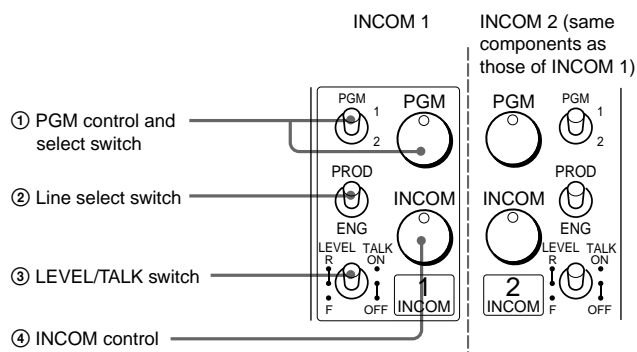 INCOM 1
INCOM 2 (same
components as
those of INCOM 1)
① PGM control and
select switch
② Line select switch
③ LEVEL/TALK switch
④ INCOM control
PGM
1
2
PGM
PROD
ENG
INCOM
LEVEL
R
F
TALK
ON
OFF
1
INCOM
PGM
PGM
1
2
INCOM
PROD
ENG
2
INCOM
LEVEL
R
F
TALK
ON
OFF